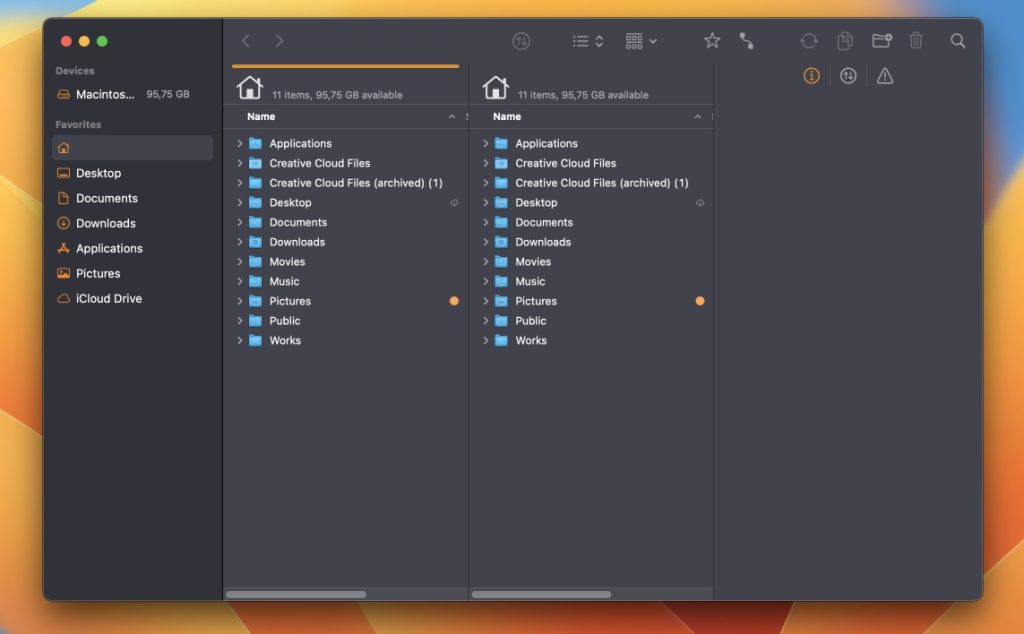 Devices
Macintos... 95,75 GB
Favorites
Desktop
Documents
Downloads
Applications
Pictures
iCloud Drive
11 items, 95,75 GB available
Name
Applications
Creative Cloud Files
Creative Cloud Files (archived) (1)
Desktop
Documents
Downloads
Movies
Music
Pictures
Public
Works
11 items, 95,75 GB available
Name
Applications
Creative Cloud Files
Creative Cloud Files (archived) (1)
Desktop
Documents
Downloads
Movies
Music
Pictures
Public
Works